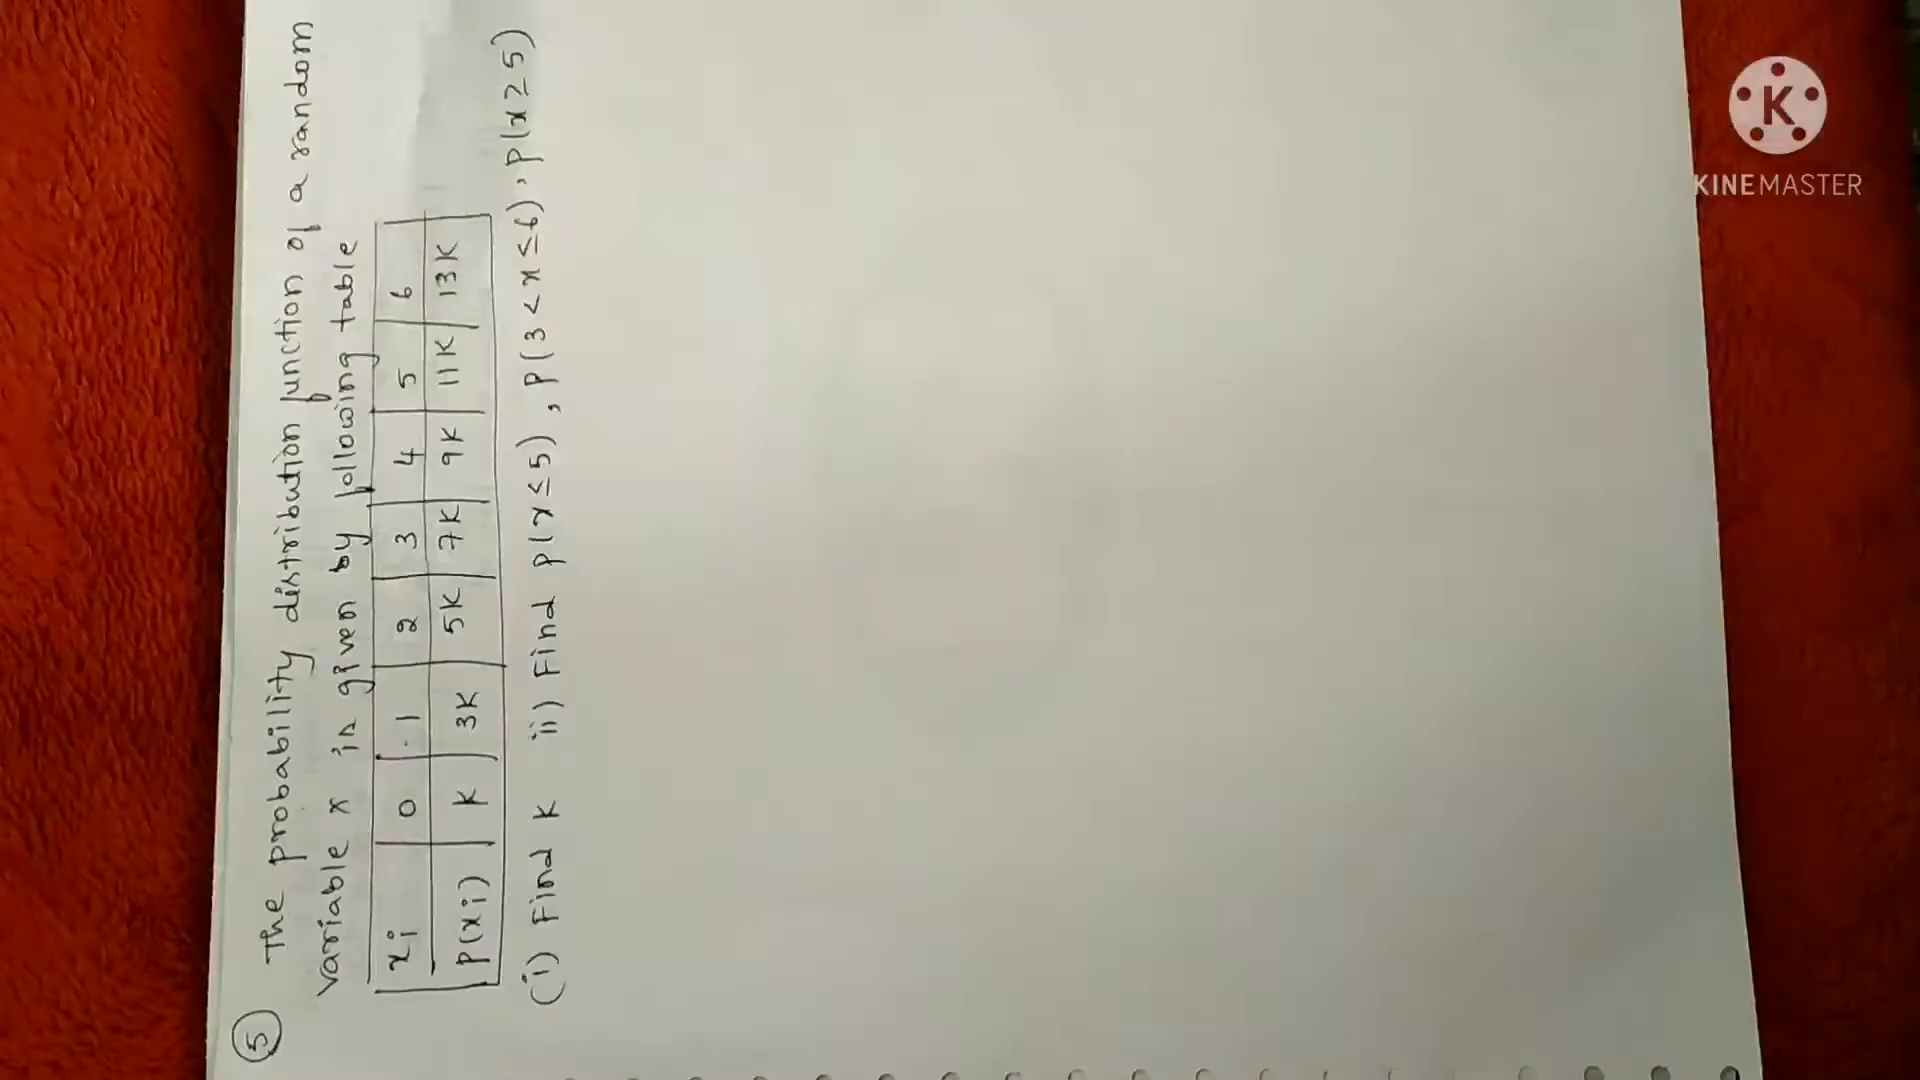 5 The probability distribution function of a random
variable x is given by following table
xi 0 1 2 3 4 5 6
P(xi) K 3K 5K 7K 9K 11K 13K
(i) Find K ii) Find p(x≤5), P(3<x≤6), P(x≥5)
K
KINEMASTER